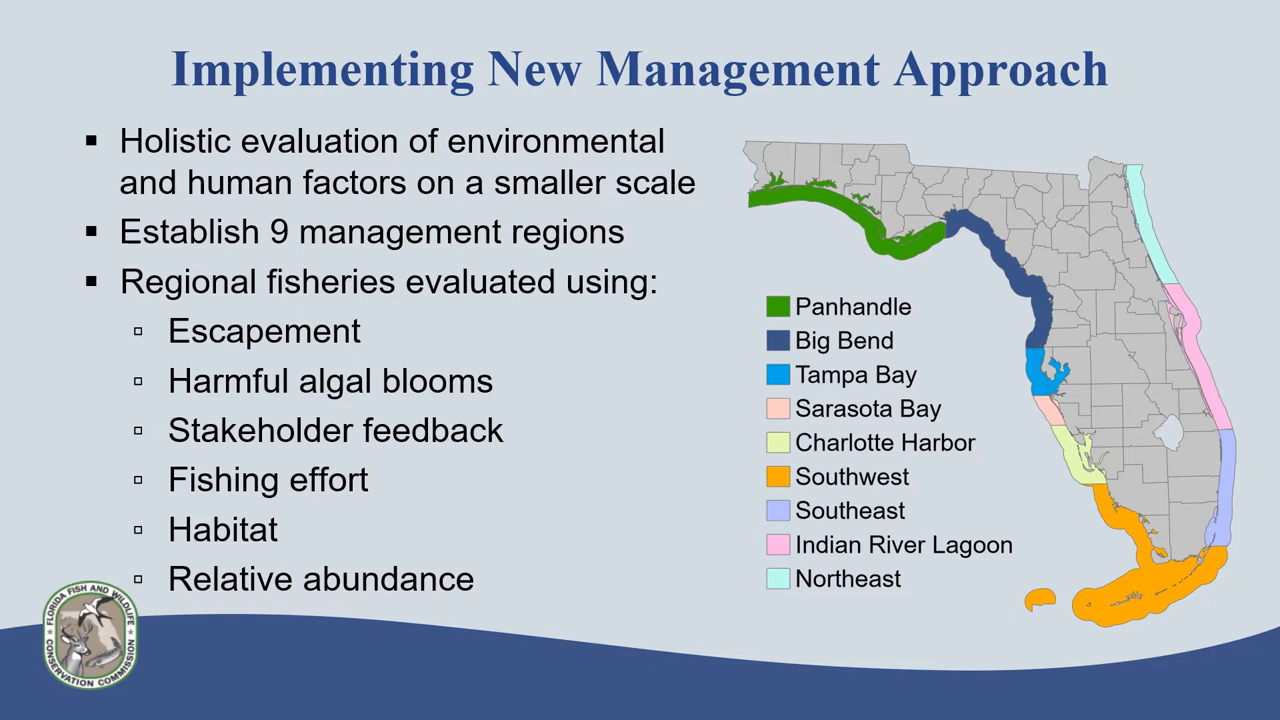 Implementing New Management Approach
▪ Holistic evaluation of environmental
and human factors on a smaller scale
▪ Establish 9 management regions
▪ Regional fisheries evaluated using:
▫ Escapement
▫ Harmful algal blooms
▫ Stakeholder feedback
▫ Fishing effort
▫ Habitat
▫ Relative abundance
Panhandle
Big Bend
Tampa Bay
Sarasota Bay
Charlotte Harbor
Southwest
Southeast
Indian River Lagoon
Northeast
FLORIDA FISH AND WILDLIFE
CONSERVATION COMMISSION